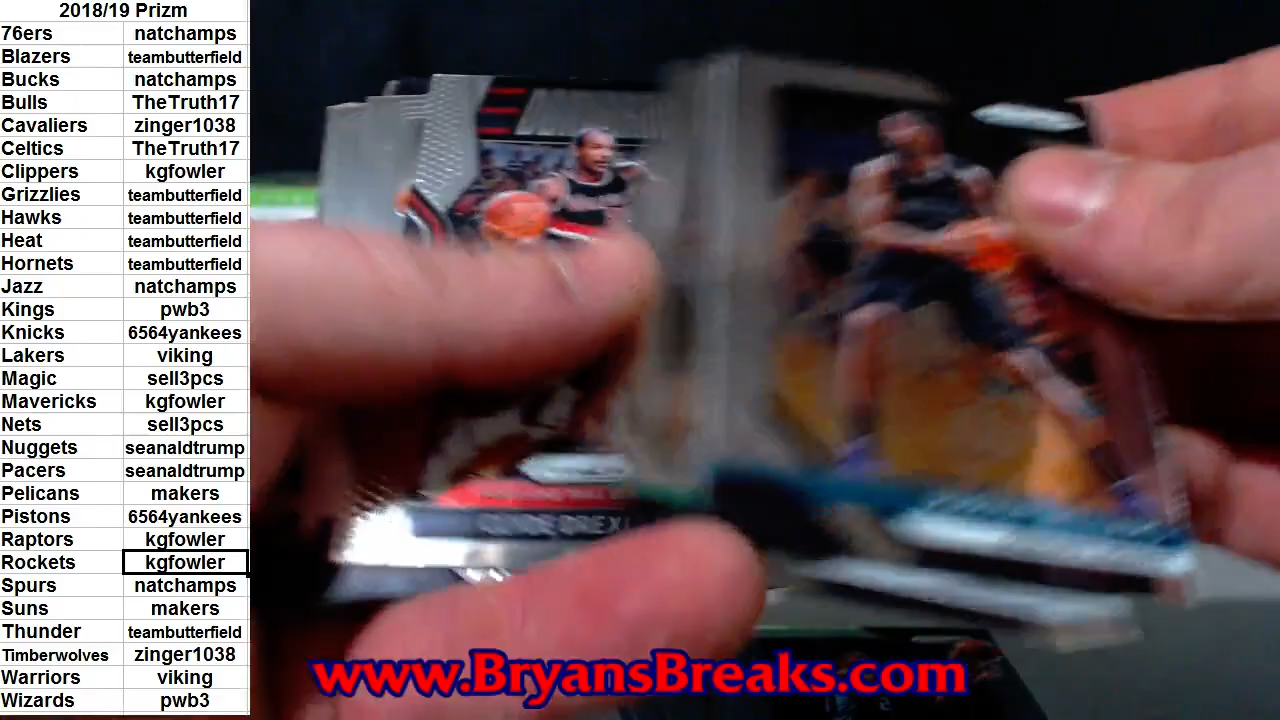 2018/19 Prizm
76ers natchamps
Blazers teambutterfield
Bucks natchamps
Bulls TheTruth17
Cavaliers zinger1038
Celtics TheTruth17
Clippers kgfowler
Grizzlies teambutterfield
Hawks teambutterfield
Heat teambutterfield
Hornets teambutterfield
Jazz natchamps
Kings pwb3
Knicks 6564yankees
Lakers viking
Magic sell3pcs
Mavericks kgfowler
Nets sell3pcs
Nuggets seanaldtrump
Pacers seanaldtrump
Pelicans makers
Pistons 6564yankees
Raptors kgfowler
Rockets kgfowler
Spurs natchamps
Suns makers
Thunder teambutterfield
Timberwolves zinger1038
Warriors viking
Wizards pwb3
www.BryansBreaks.com